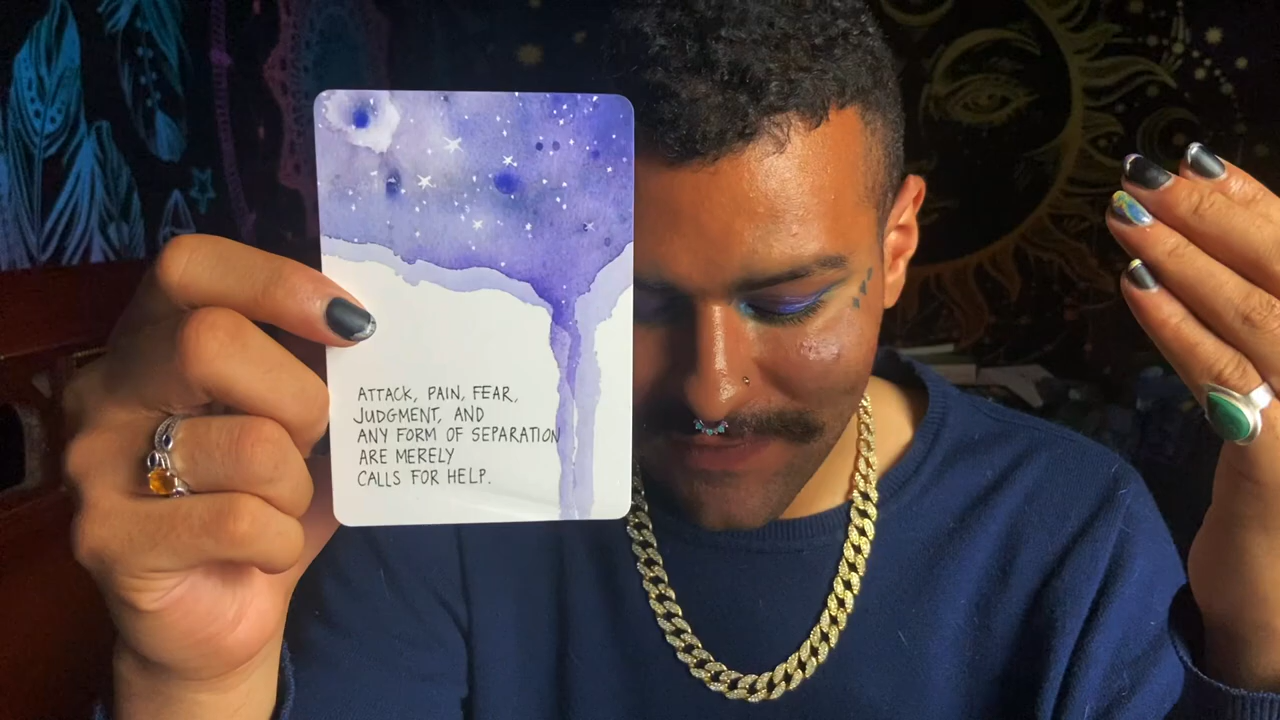 ATTACK, PAIN, FEAR,
JUDGMENT, AND
ANY FORM OF SEPARATION
ARE MERELY
CALLS FOR HELP.